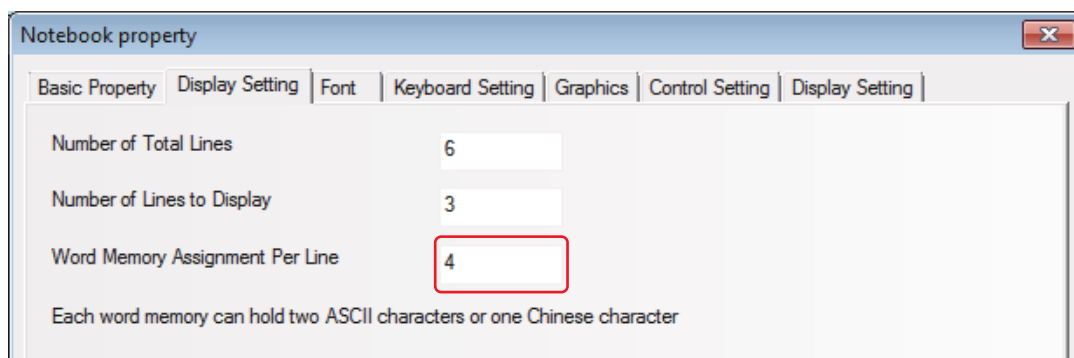 Notebook property
Basic Property Display Setting Font Keyboard Setting Graphics Control Setting Display Setting
Number of Total Lines 6
Number of Lines to Display 3
Word Memory Assignment Per Line 4
Each word memory can hold two ASCII characters or one Chinese character